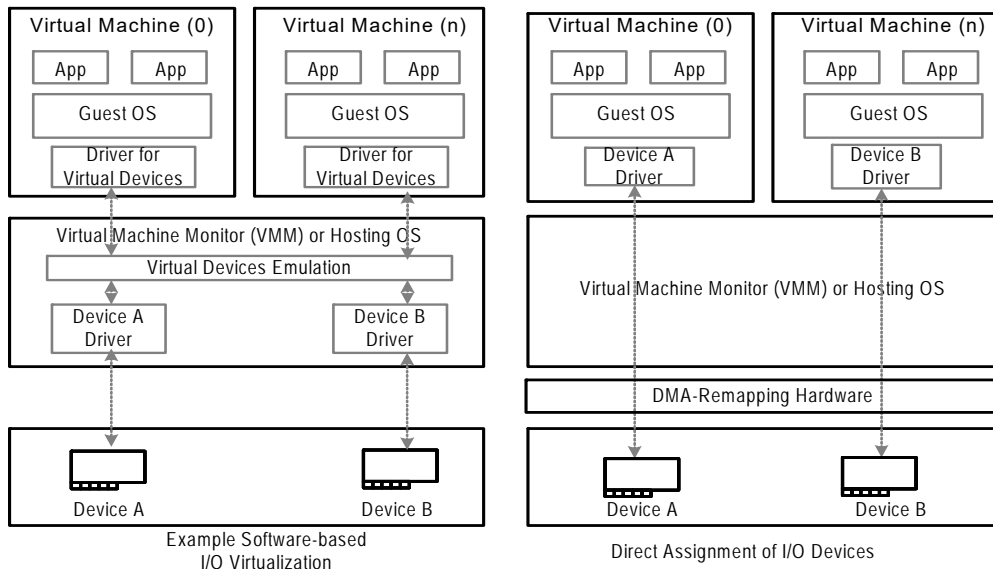 Virtual Machine (0)
App
App
Guest OS
Driver for
Virtual Devices
Virtual Machine (n)
App
App
Guest OS
Driver for
Virtual Devices
Virtual Machine Monitor (VMM) or Hosting OS
Virtual Devices Emulation
Device A
Driver
Device B
Driver
Device A
Device B
Example Software-based
I/O Virtualization
Virtual Machine (0)
App
App
Guest OS
Device A
Driver
Virtual Machine (n)
App
App
Guest OS
Device B
Driver
Virtual Machine Monitor (VMM) or Hosting OS
DMA-Remapping Hardware
Device A
Device B
Direct Assignment of I/O Devices